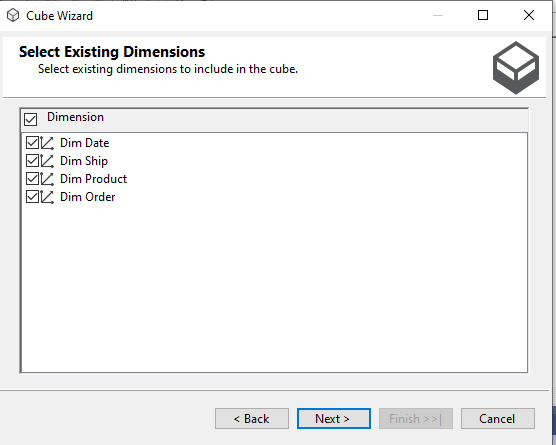 Cube Wizard
Select Existing Dimensions
Select existing dimensions to include in the cube.
Dimension
Dim Date
Dim Ship
Dim Product
Dim Order
< Back
Next >
Finish >>|
Cancel